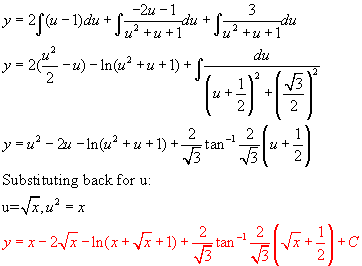 y = 2∫(u − 1)du + ∫ (−2u − 1)/(u² + u + 1) du + ∫ 3/(u² + u + 1) du
y = 2(u²/2 − u) − ln(u² + u + 1) + ∫ du/((u + 1/2)² + (√3/2)²)
y = u² − 2u − ln(u² + u + 1) + 2/√3 tan⁻¹ 2/√3 (u + 1/2)
Substituting back for u:
u=√x, u² = x
y = x − 2√x − ln(x + √x + 1) + 2/√3 tan⁻¹ 2/√3 (√x + 1/2) + C